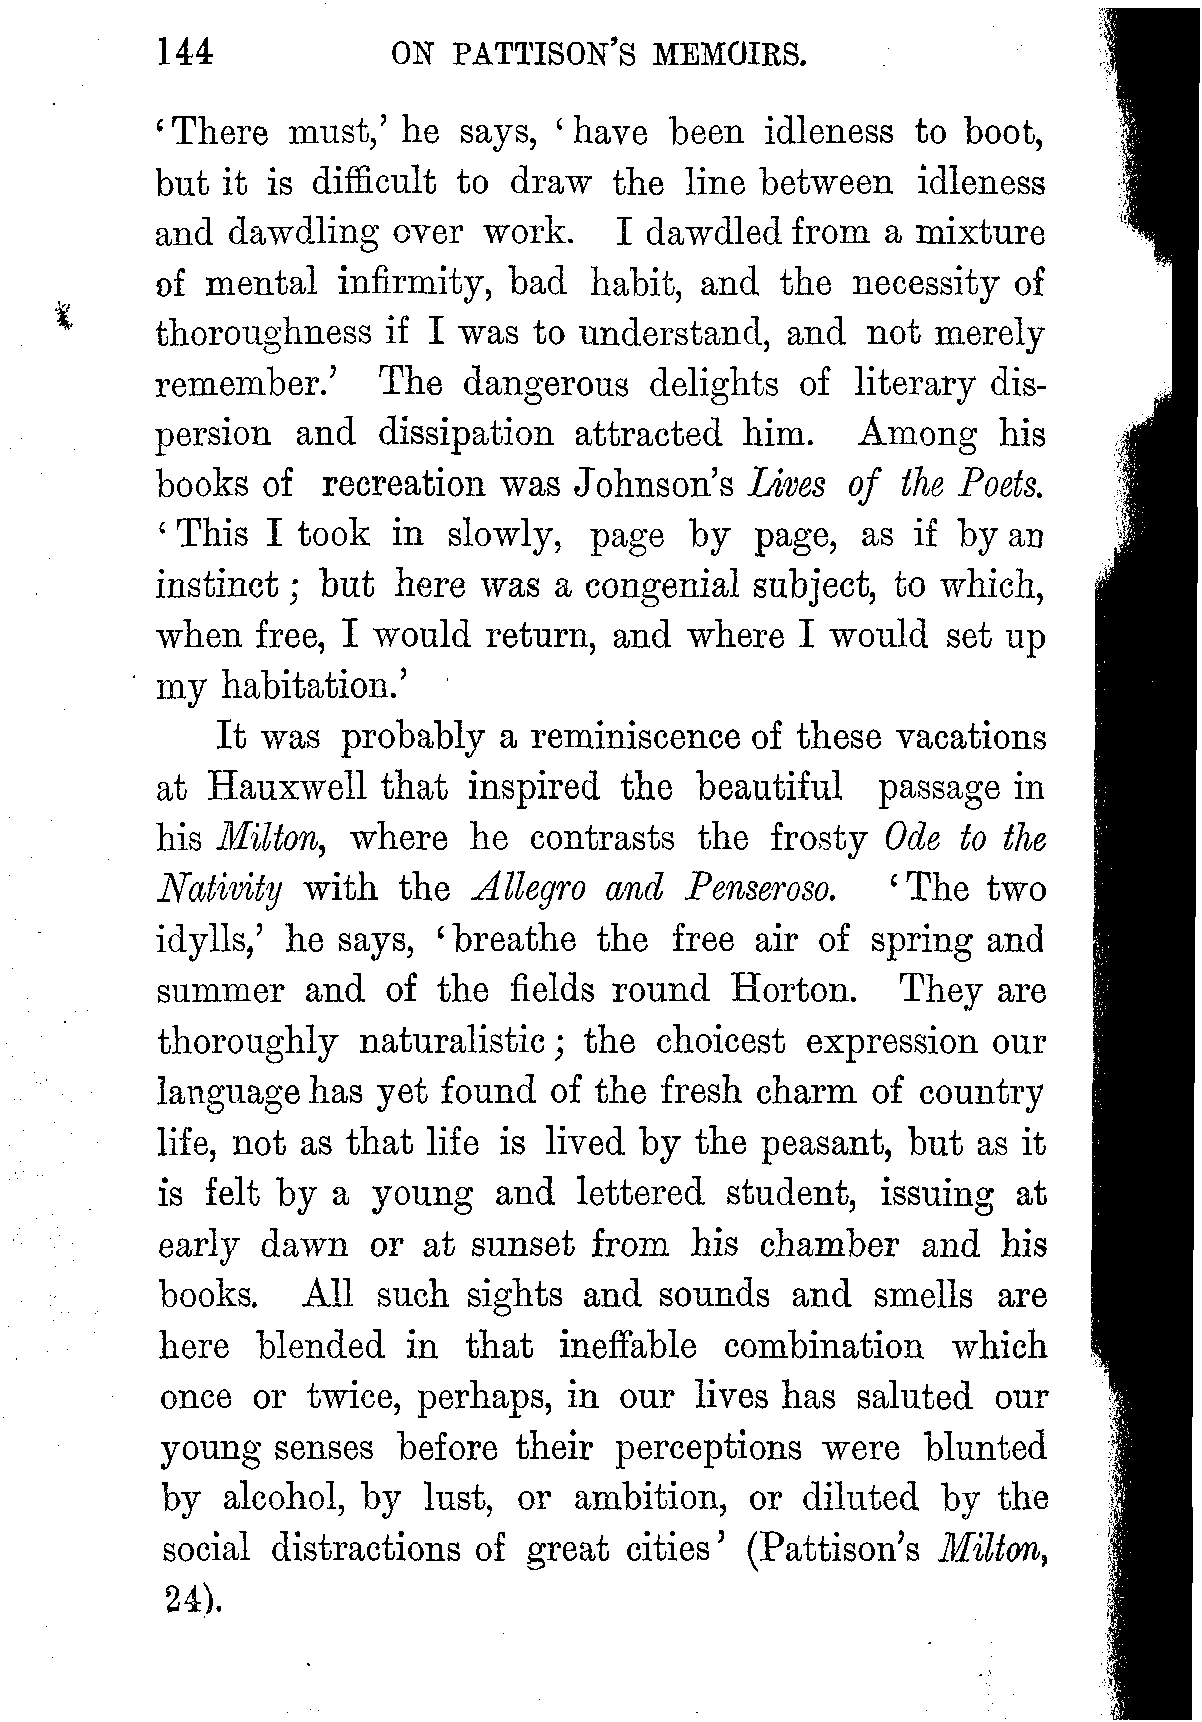 144 ON PATTISON'S MEMOIRS.
‘There must,’ he says, ‘have been idleness to boot,
but it is difficult to draw the line between idleness
and dawdling over work. I dawdled from a mixture
of mental infirmity, bad habit, and the necessity of
thoroughness if I was to understand, and not merely
remember.’ The dangerous delights of literary dis-
persion and dissipation attracted him. Among his
books of recreation was Johnson's Lives of the Poets.
‘This I took in slowly, page by page, as if by an
instinct; but here was a congenial subject, to which,
when free, I would return, and where I would set up
my habitation.’
It was probably a reminiscence of these vacations
at Hauxwell that inspired the beautiful passage in
his Milton, where he contrasts the frosty Ode to the
Nativity with the Allegro and Penseroso. ‘The two
idylls,’ he says, ‘breathe the free air of spring and
summer and of the fields round Horton. They are
thoroughly naturalistic; the choicest expression our
language has yet found of the fresh charm of country
life, not as that life is lived by the peasant, but as it
is felt by a young and lettered student, issuing at
early dawn or at sunset from his chamber and his
books. All such sights and sounds and smells are
here blended in that ineffable combination which
once or twice, perhaps, in our lives has saluted our
young senses before their perceptions were blunted
by alcohol, by lust, or ambition, or diluted by the
social distractions of great cities’ (Pattison's Milton,
24).